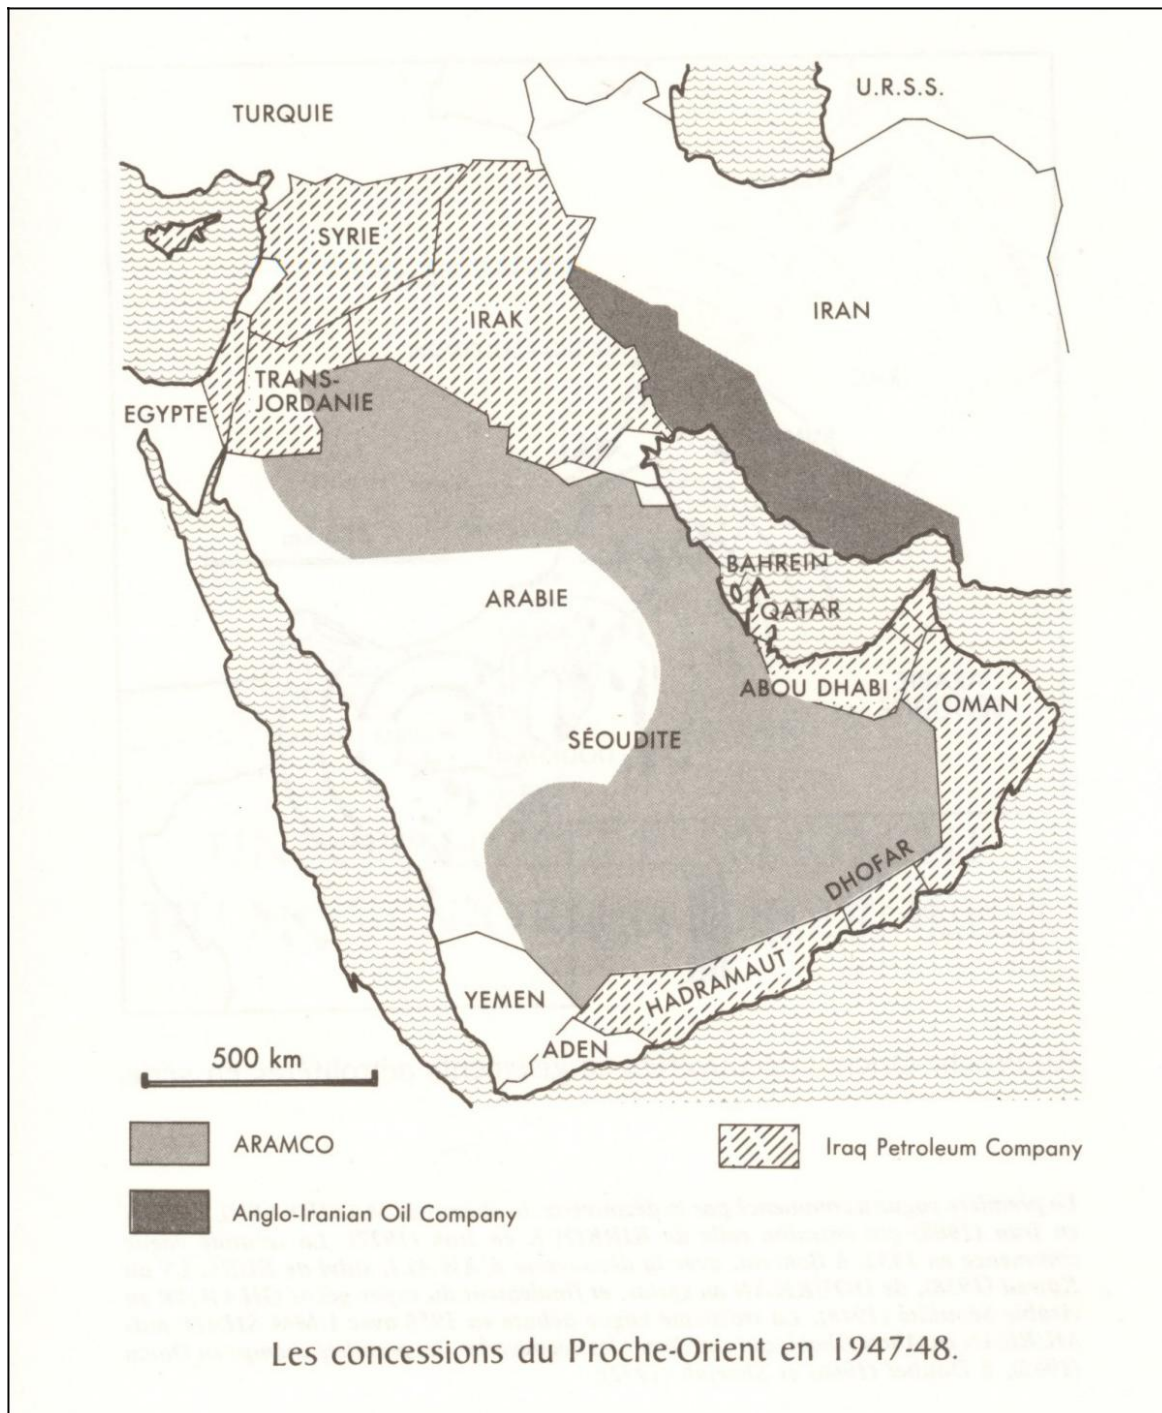 TURQUIE
U.R.S.S.
SYRIE
IRAK
IRAN
TRANS-
JORDANIE
EGYPTE
BAHREIN
ARABIE
QATAR
ABOU DHABI
OMAN
SÉOUDITE
DHOFAR
HADRAMAUT
YEMEN
ADEN
500 km
ARAMCO
Iraq Petroleum Company
Anglo-Iranian Oil Company
Les concessions du Proche-Orient en 1947-48.